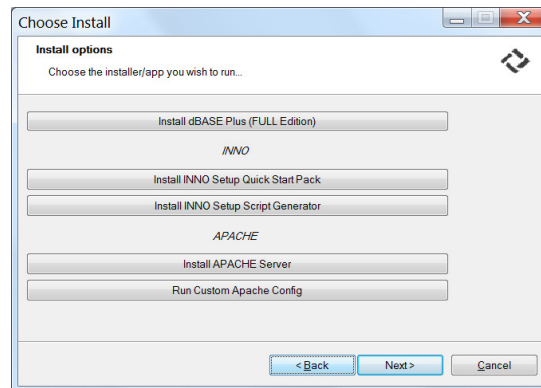 Choose Install
Install options
Choose the installer/app you wish to run...
Install dBASE Plus (FULL Edition)
INNO
Install INNO Setup Quick Start Pack
Install INNO Setup Script Generator
APACHE
Install APACHE Server
Run Custom Apache Config
< Back Next > Cancel